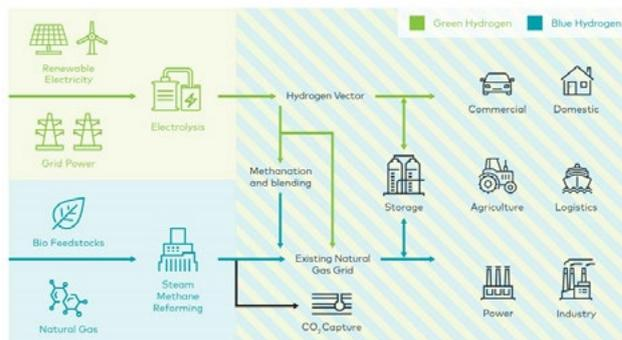 Green Hydrogen
Blue Hydrogen
Renewable
Electricity
Electrolysis
Grid Power
Hydrogen Vector
Commercial
Domestic
Methanation
and blending
Storage
Agriculture
Logistics
Bio Feedstocks
Steam
Methane
Reforming
Existing Natural
Gas Grid
Natural Gas
CO₂ Capture
Power
Industry